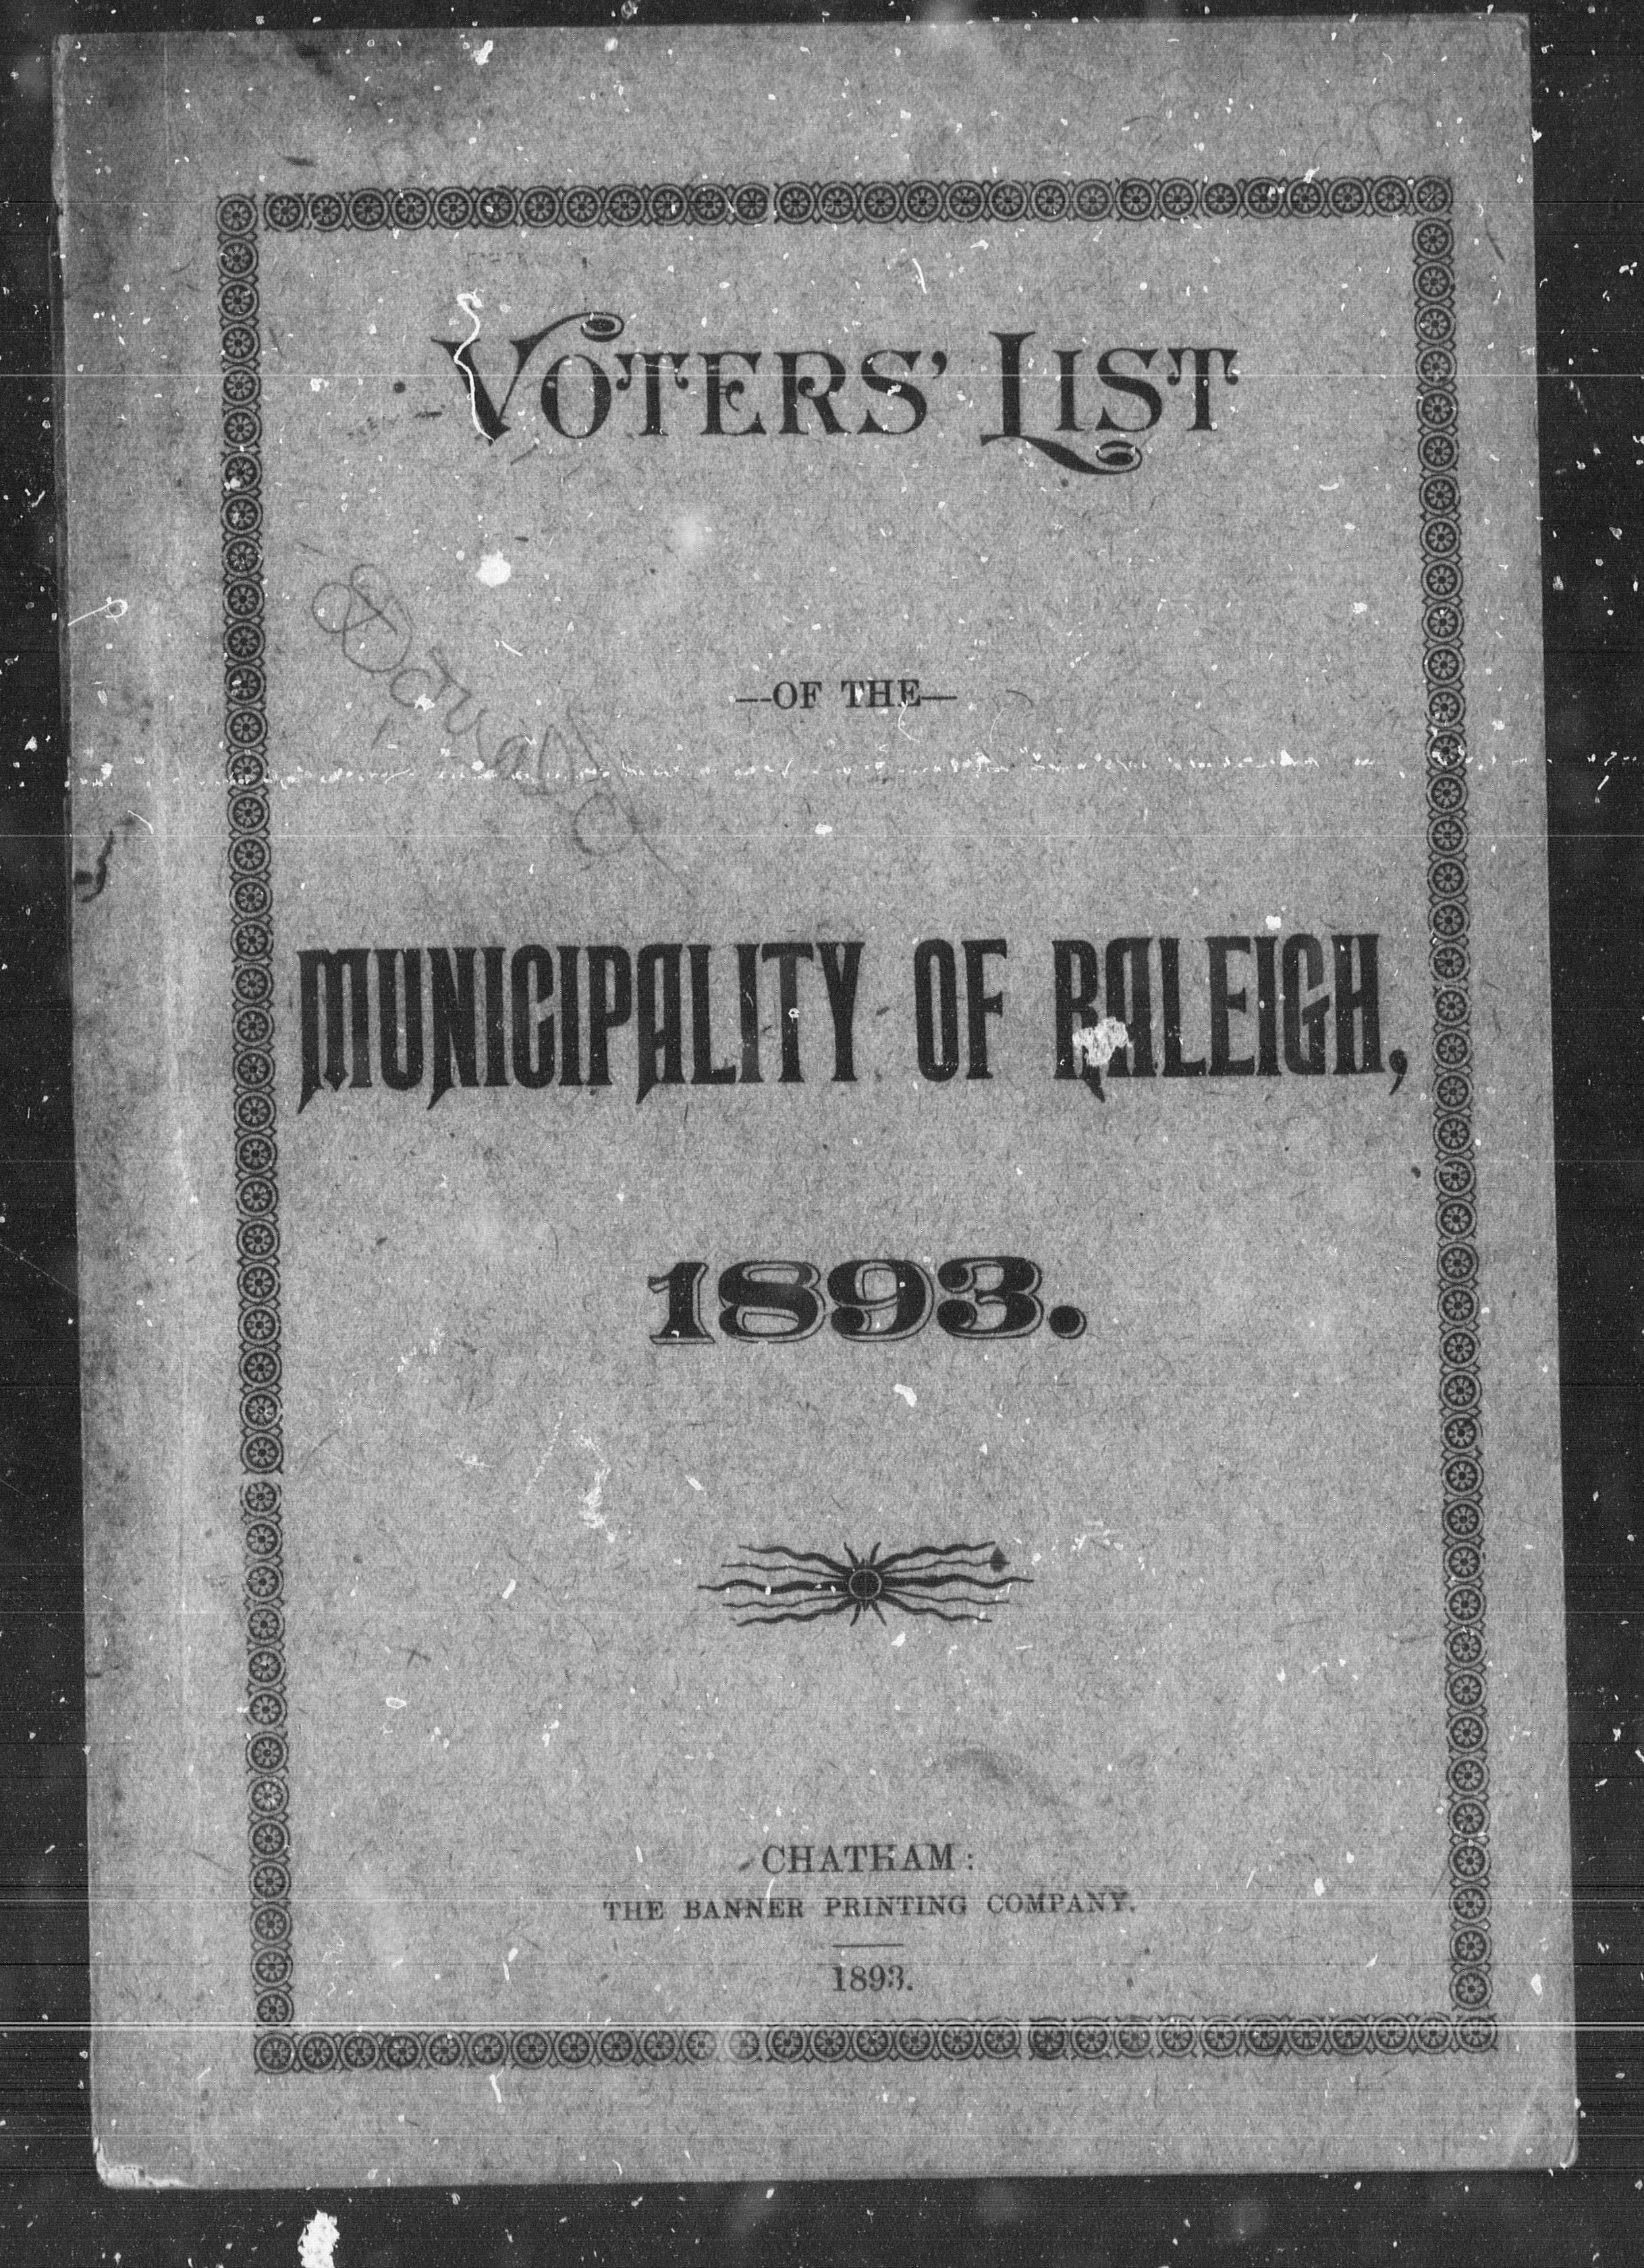 VOTERS' LIST
—OF THE—
MUNICIPALITY OF RALEIGH,
1893.
CHATHAM:
THE BANNER PRINTING COMPANY.
1893.